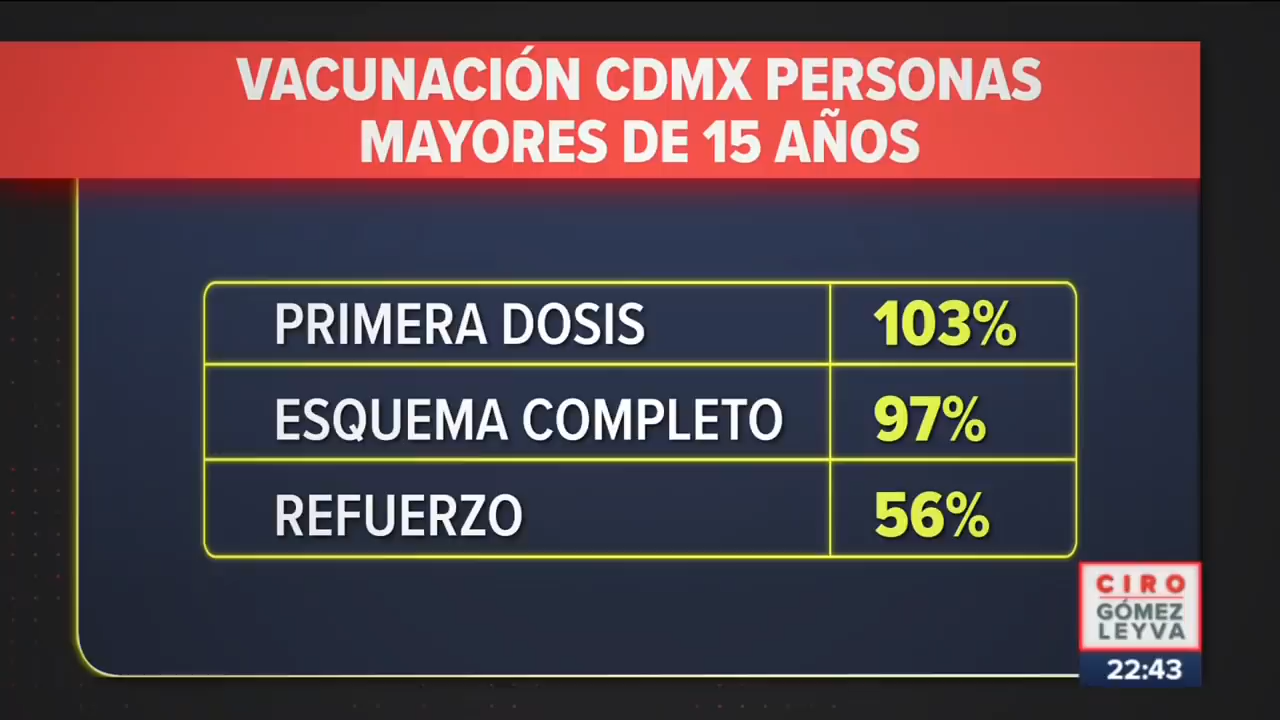 VACUNACIÓN CDMX PERSONAS
MAYORES DE 15 AÑOS
PRIMERA DOSIS 103%
ESQUEMA COMPLETO 97%
REFUERZO 56%
CIRO
GÓMEZ
LEYVA
22:43